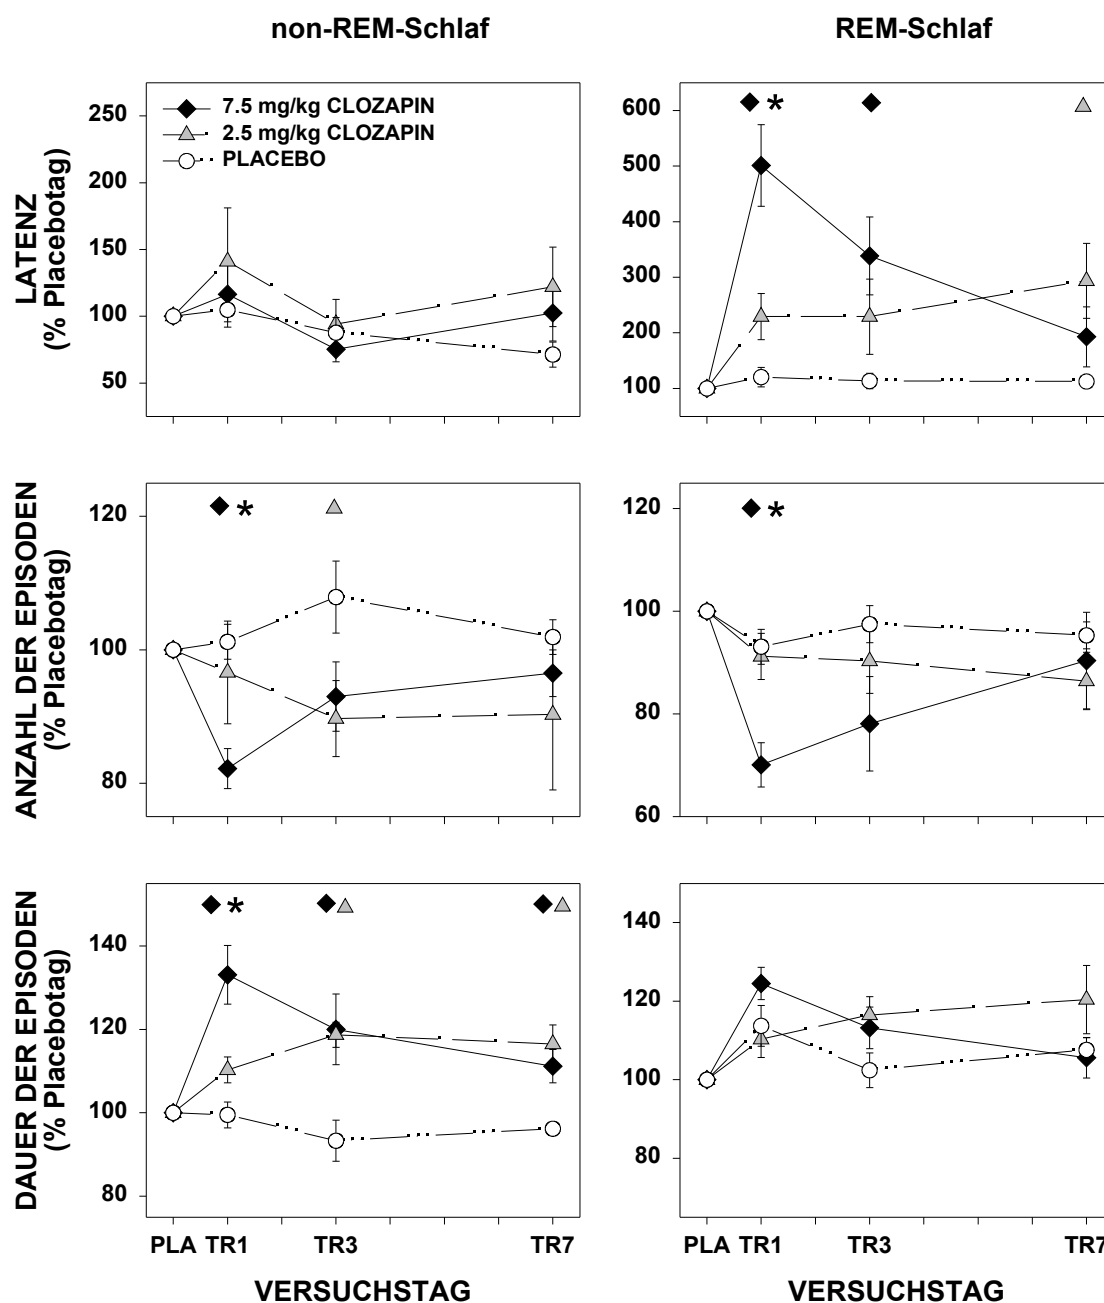 non-REM-Schlaf
REM-Schlaf
LATENZ
(% Placebotag)
250
200
150
100
50
7.5 mg/kg CLOZAPIN
2.5 mg/kg CLOZAPIN
PLACEBO
600
500
400
300
200
100
*
ANZAHL DER EPISODEN
(% Placebotag)
120
100
80
*
120
100
80
60
*
DAUER DER EPISODEN
(% Placebotag)
140
120
100
80
*
140
120
100
80
PLA TR1 TR3 TR7
PLA TR1 TR3 TR7
VERSUCHSTAG
VERSUCHSTAG